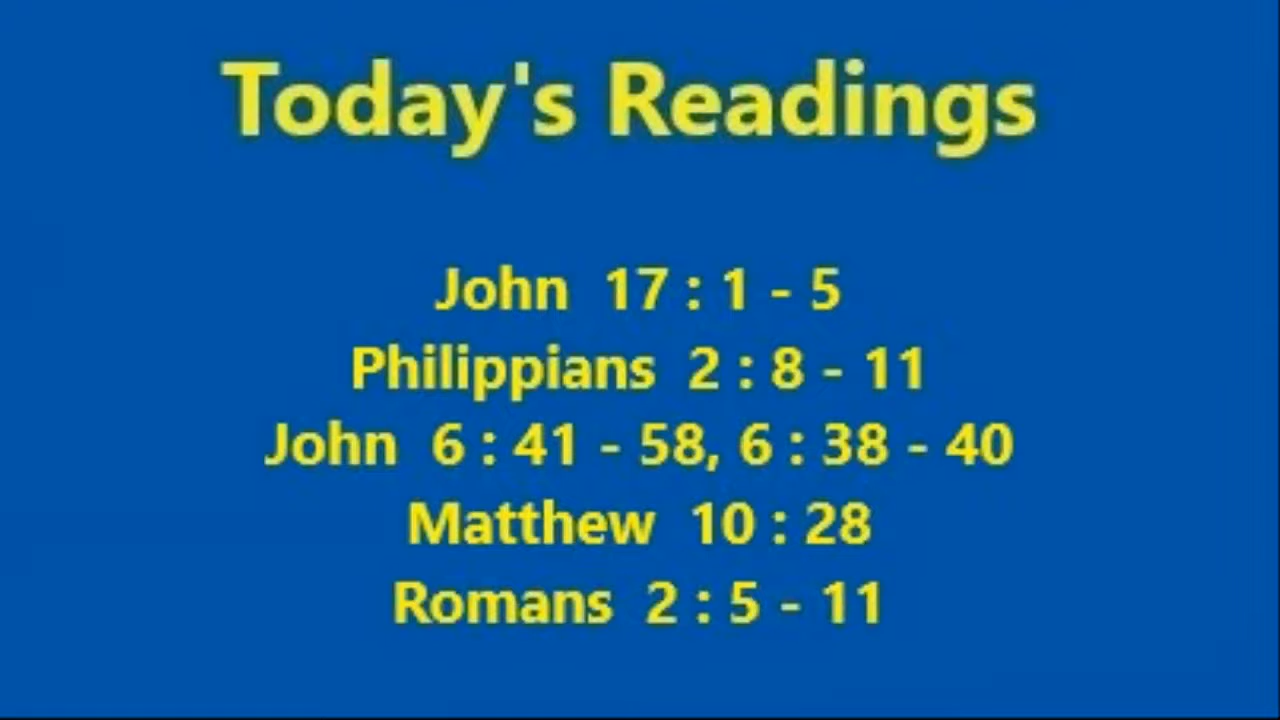 Today's Readings
John 17 : 1 - 5
Philippians 2 : 8 - 11
John 6 : 41 - 58, 6 : 38 - 40
Matthew 10 : 28
Romans 2 : 5 - 11